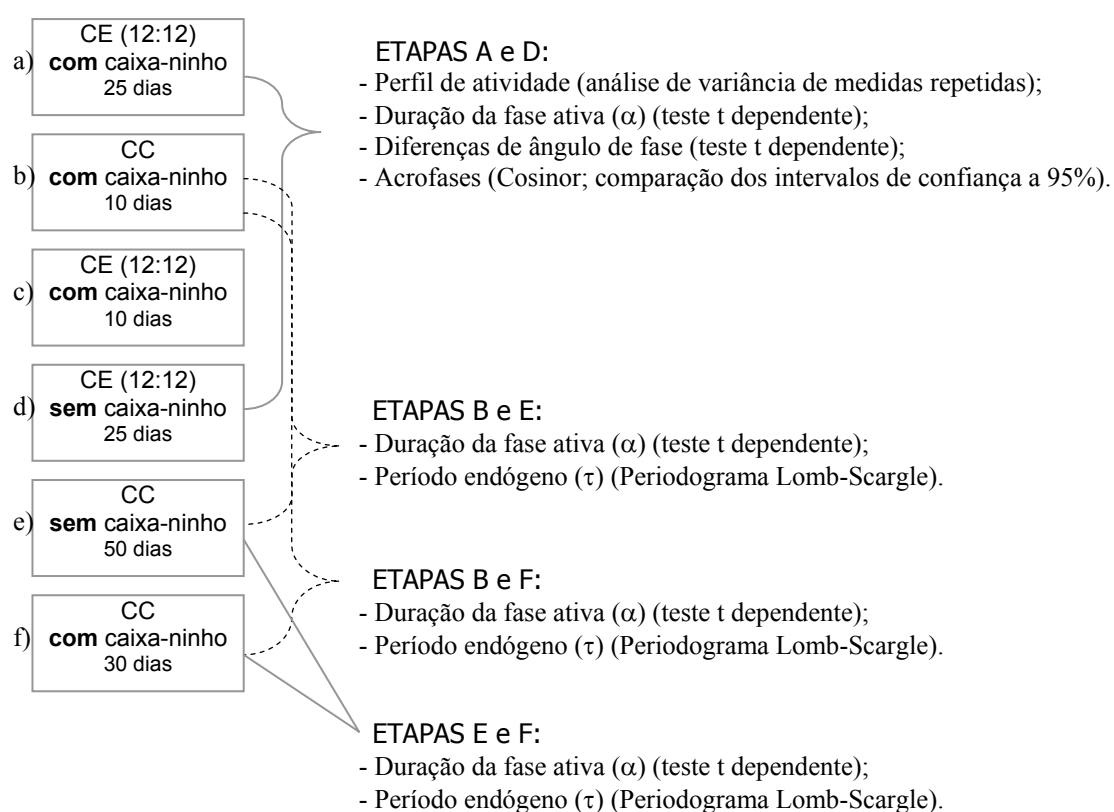 a)
CE (12:12)
com caixa-ninho
25 dias
b)
CC
com caixa-ninho
10 dias
c)
CE (12:12)
com caixa-ninho
10 dias
d)
CE (12:12)
sem caixa-ninho
25 dias
e)
CC
sem caixa-ninho
50 dias
f)
CC
com caixa-ninho
30 dias
ETAPAS A e D:
- Perfil de atividade (análise de variância de medidas repetidas);
- Duração da fase ativa (α) (teste t dependente);
- Diferenças de ângulo de fase (teste t dependente);
- Acrofases (Cosinor; comparação dos intervalos de confiança a 95%).
ETAPAS B e E:
- Duração da fase ativa (α) (teste t dependente);
- Período endógeno (τ) (Periodograma Lomb-Scargle).
ETAPAS B e F:
- Duração da fase ativa (α) (teste t dependente);
- Período endógeno (τ) (Periodograma Lomb-Scargle).
ETAPAS E e F:
- Duração da fase ativa (α) (teste t dependente);
- Período endógeno (τ) (Periodograma Lomb-Scargle).